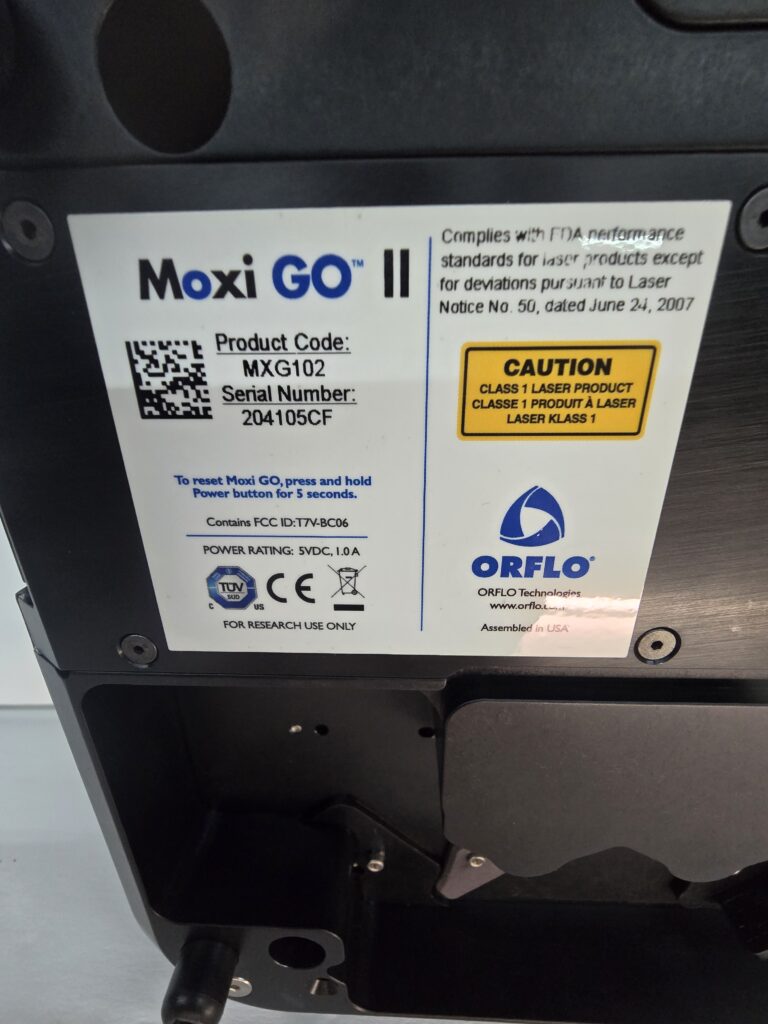 Moxi GO™ II
Product Code:
MXG102
Serial Number:
204105CF
To reset Moxi GO, press and hold
Power button for 5 seconds.
Contains FCC ID:T7V-BC06
POWER RATING: 5VDC, 1.0 A
TÜV
SÜD
C US
CE
FOR RESEARCH USE ONLY
Complies with FDA performance
standards for laser products except
for deviations pursuant to Laser
Notice No. 50, dated June 24, 2007
CAUTION
CLASS 1 LASER PRODUCT
CLASSE 1 PRODUIT À LASER
LASER KLASS 1
ORFLO®
ORFLO Technologies
www.orflo.com
Assembled in USA